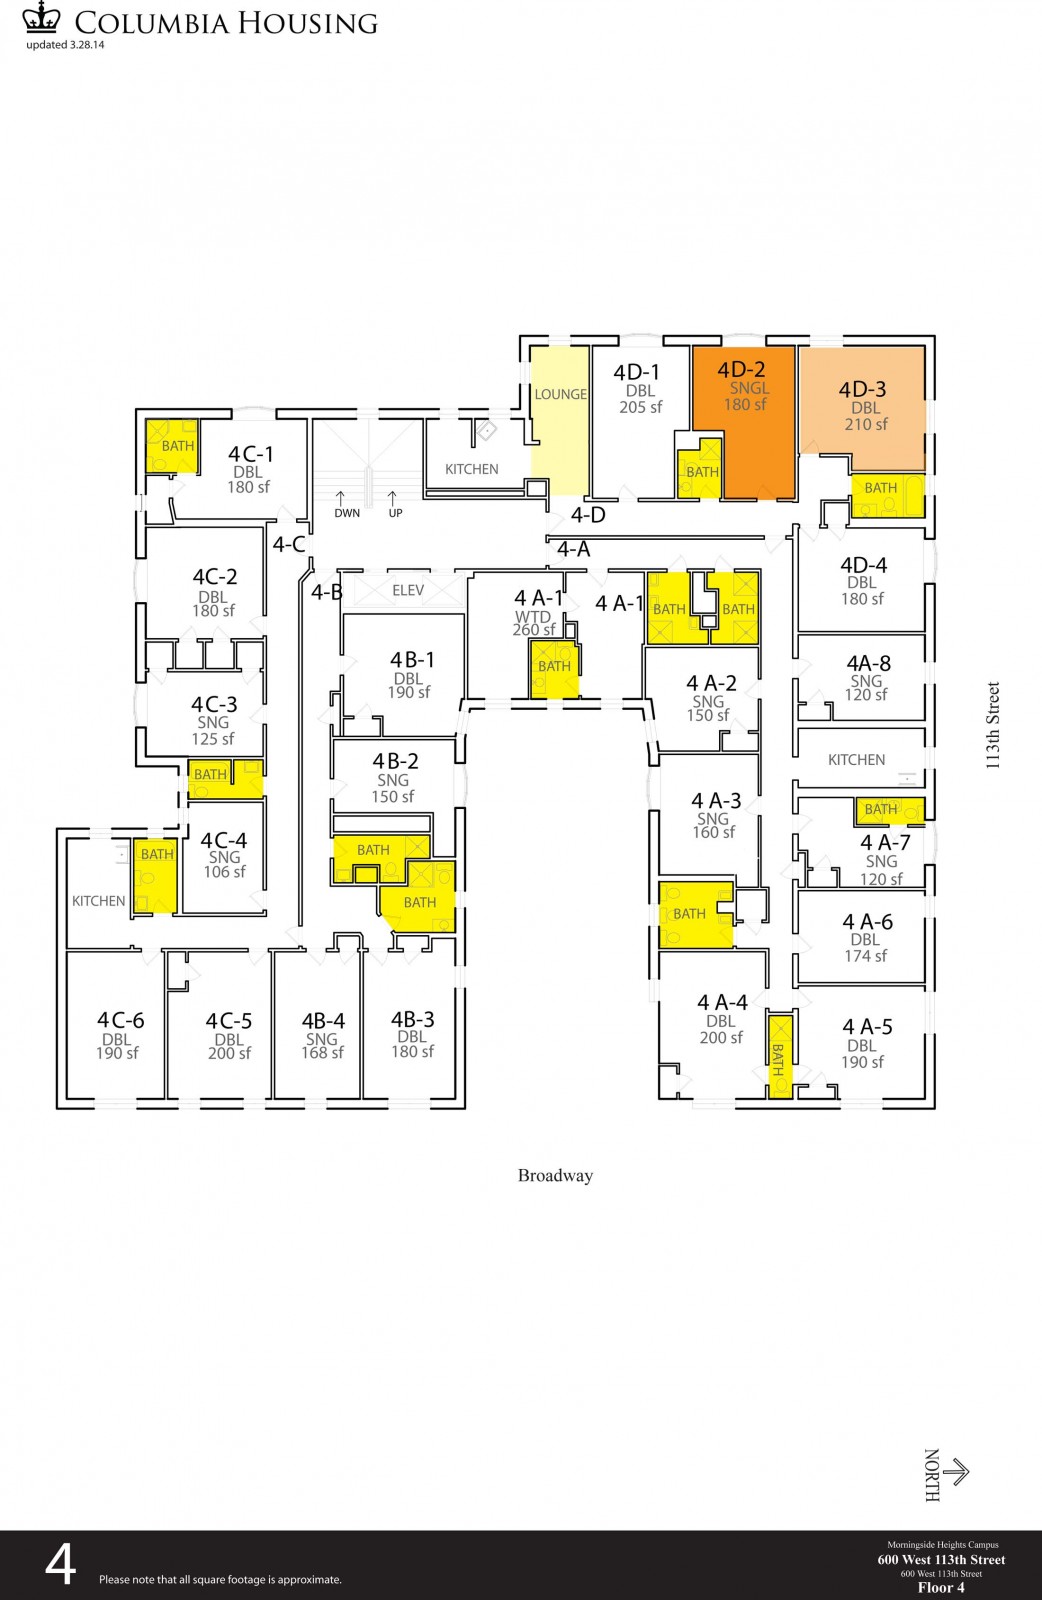 COLUMBIA HOUSING
updated 3.28.14
LOUNGE
4D-1
DBL
205 sf
4D-2
SNGL
180 sf
4D-3
DBL
210 sf
BATH
4C-1
DBL
180 sf
KITCHEN
BATH
BATH
DWN
UP
4-D
4-C
4-A
4C-2
DBL
180 sf
4-B
ELEV
4 A-1
WTD
260 sf
4 A-1
BATH
BATH
4D-4
DBL
180 sf
4B-1
DBL
190 sf
BATH
4 A-2
SNG
150 sf
4A-8
SNG
120 sf
4C-3
SNG
125 sf
113th Street
BATH
4B-2
SNG
150 sf
KITCHEN
4 A-3
SNG
160 sf
BATH
4C-4
SNG
106 sf
BATH
BATH
4 A-7
SNG
120 sf
KITCHEN
BATH
BATH
4 A-6
DBL
174 sf
4C-6
DBL
190 sf
4C-5
DBL
200 sf
4B-4
SNG
168 sf
4B-3
DBL
180 sf
4 A-4
DBL
200 sf
BATH
4 A-5
DBL
190 sf
Broadway
NORTH
4
Please note that all square footage is approximate.
Morningside Heights Campus
600 West 113th Street
600 West 113th Street
Floor 4